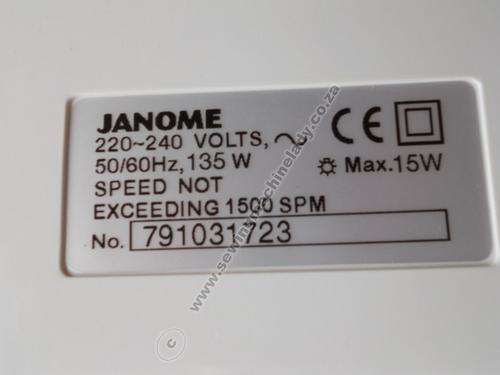 JANOME
220~240 VOLTS, ~ CE
50/60Hz, 135 W Max.15W
SPEED NOT
EXCEEDING 1500 SPM
No. 791031723
www.sewingmachinelady.co.za
c